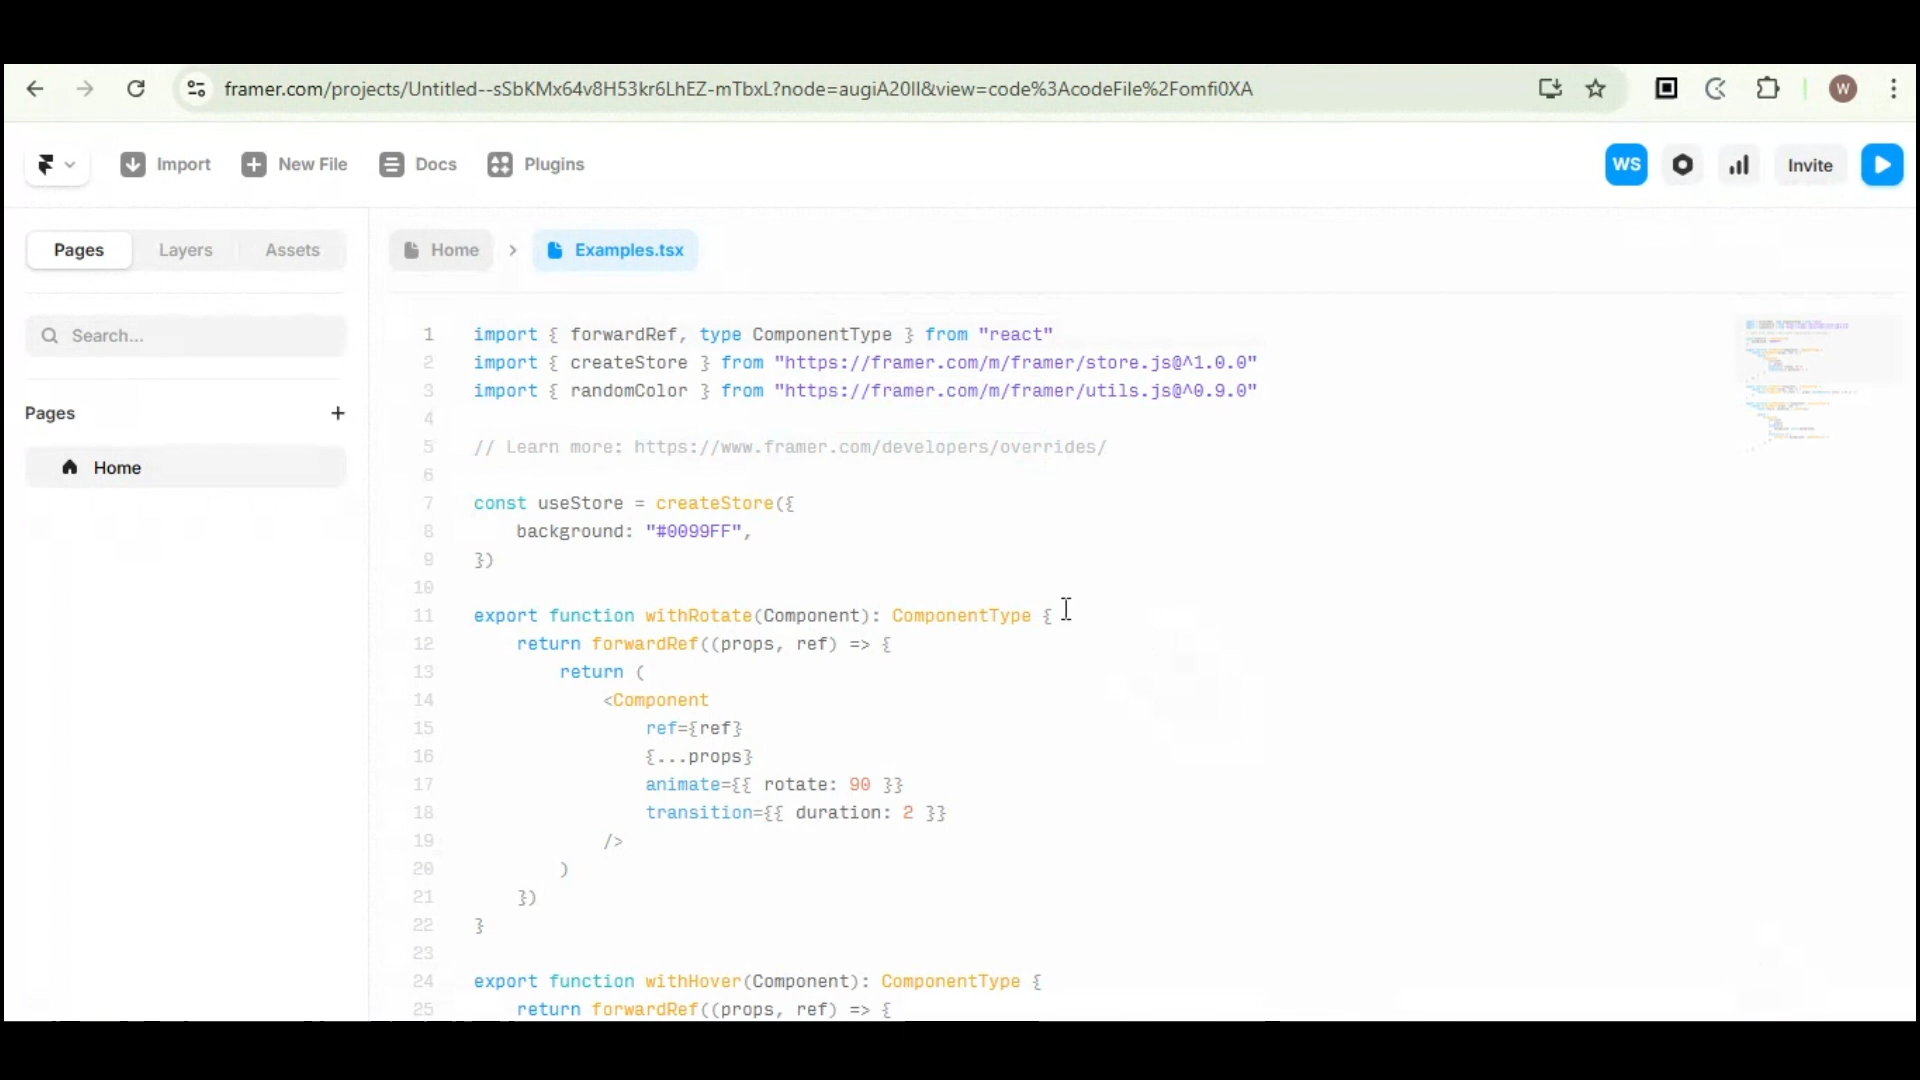 framer.com/projects/Untitled--sSbKMx64v8H53kr6LhEZ-mTbxL?node=augiA20Il&view=code%3AcodeFile%2Fomfi0XA
W
Import
New File
Docs
Plugins
WS
Invite
Pages
Layers
Assets
Home
Examples.tsx
Search...
Pages
+
Home
1 import { forwardRef, type ComponentType } from "react"
2 import { createStore } from "https://framer.com/m/framer/store.js@^1.0.0"
3 import { randomColor } from "https://framer.com/m/framer/utils.js@^0.9.0"
4
5 // Learn more: https://www.framer.com/developers/overrides/
6
7 const useStore = createStore({
8     background: "#0099FF",
9 })
10
11 export function withRotate(Component): ComponentType {
12     return forwardRef((props, ref) => {
13         return (
14             <Component
15                 ref={ref}
16                 {...props}
17                 animate={{ rotate: 90 }}
18                 transition={{ duration: 2 }}
19             />
20         )
21     })
22 }
23
24 export function withHover(Component): ComponentType {
25     return forwardRef((props, ref) => {